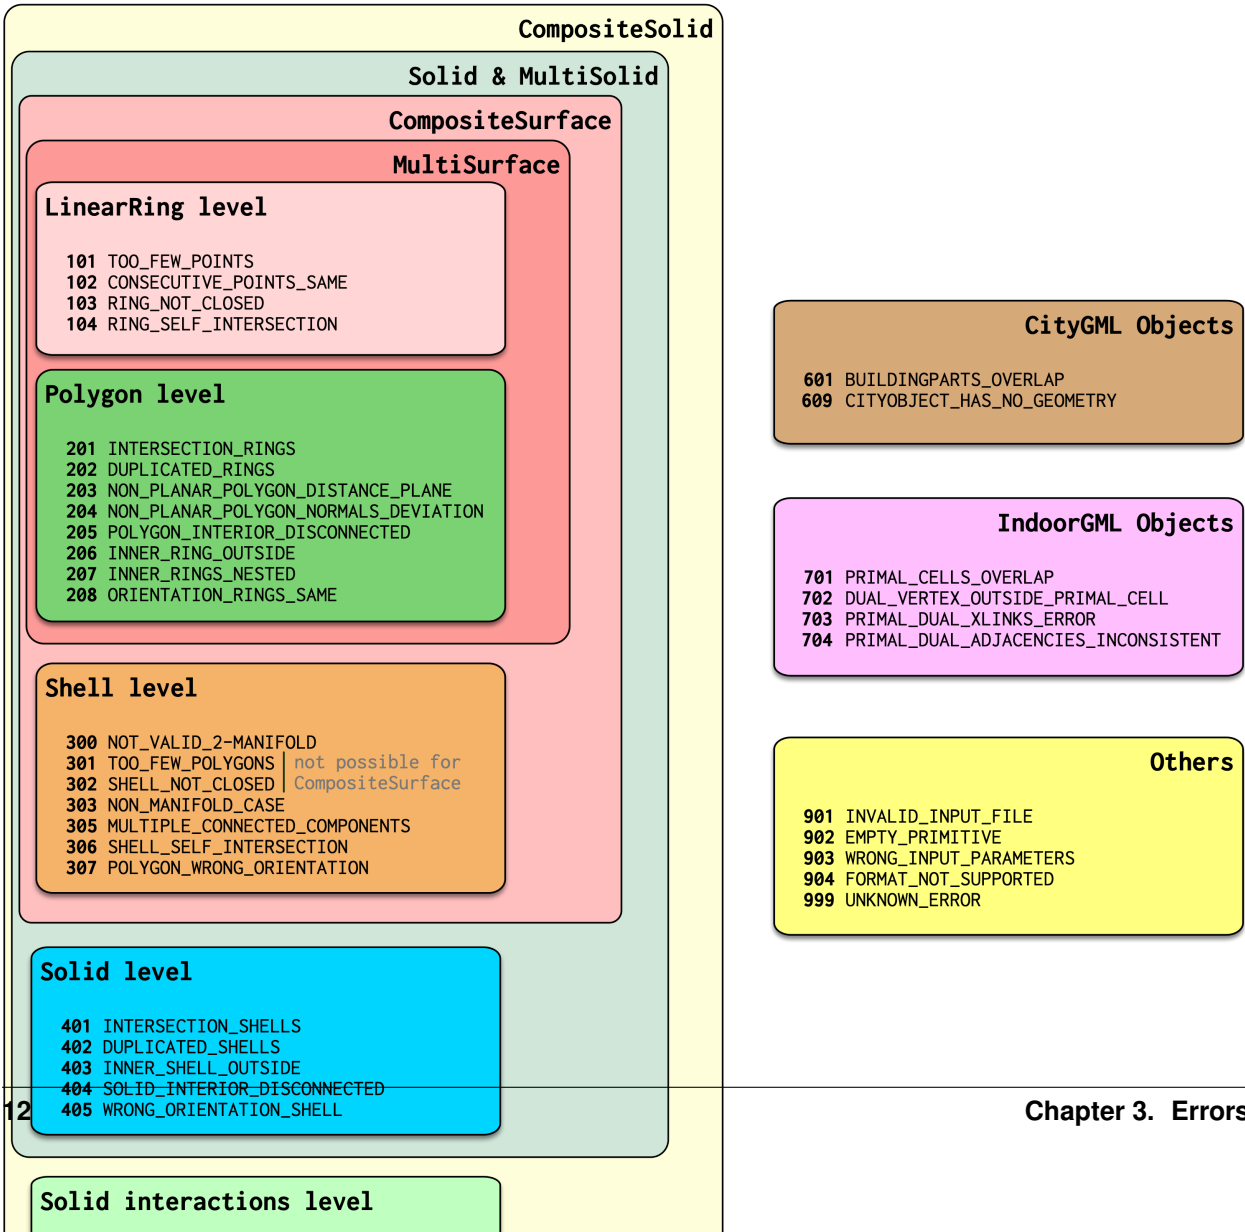 CompositeSolid
Solid & MultiSolid
CompositeSurface
MultiSurface
LinearRing level
101 TOO_FEW_POINTS
102 CONSECUTIVE_POINTS_SAME
103 RING_NOT_CLOSED
104 RING_SELF_INTERSECTION
Polygon level
201 INTERSECTION_RINGS
202 DUPLICATED_RINGS
203 NON_PLANAR_POLYGON_DISTANCE_PLANE
204 NON_PLANAR_POLYGON_NORMALS_DEVIATION
205 POLYGON_INTERIOR_DISCONNECTED
206 INNER_RING_OUTSIDE
207 INNER_RINGS_NESTED
208 ORIENTATION_RINGS_SAME
Shell level
300 NOT_VALID_2-MANIFOLD
301 TOO_FEW_POLYGONS not possible for
302 SHELL_NOT_CLOSED CompositeSurface
303 NON_MANIFOLD_CASE
305 MULTIPLE_CONNECTED_COMPONENTS
306 SHELL_SELF_INTERSECTION
307 POLYGON_WRONG_ORIENTATION
Solid level
401 INTERSECTION_SHELLS
402 DUPLICATED_SHELLS
403 INNER_SHELL_OUTSIDE
404 SOLID_INTERIOR_DISCONNECTED
405 WRONG_ORIENTATION_SHELL
Solid interactions level
CityGML Objects
601 BUILDINGPARTS_OVERLAP
609 CITYOBJECT_HAS_NO_GEOMETRY
IndoorGML Objects
701 PRIMAL_CELLS_OVERLAP
702 DUAL_VERTEX_OUTSIDE_PRIMAL_CELL
703 PRIMAL_DUAL_XLINKS_ERROR
704 PRIMAL_DUAL_ADJACENCIES_INCONSISTENT
Others
901 INVALID_INPUT_FILE
902 EMPTY_PRIMITIVE
903 WRONG_INPUT_PARAMETERS
904 FORMAT_NOT_SUPPORTED
999 UNKNOWN_ERROR
12
Chapter 3. Errors